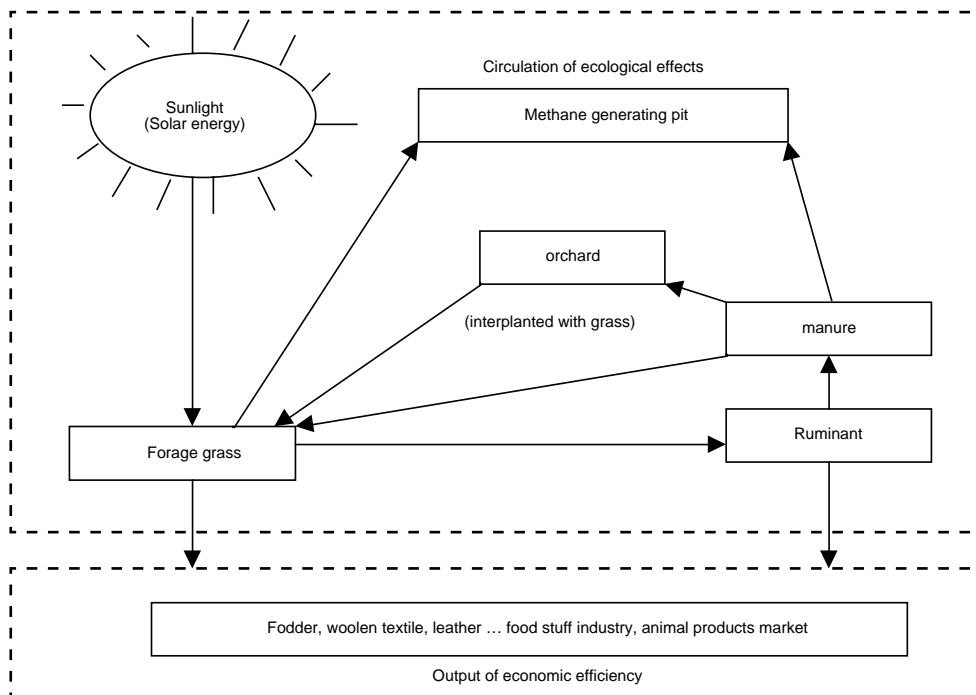 Circulation of ecological effects
Sunlight
(Solar energy)
Methane generating pit
orchard
(interplanted with grass)
manure
Ruminant
Forage grass
Fodder, woolen textile, leather … food stuff industry, animal products market
Output of economic efficiency